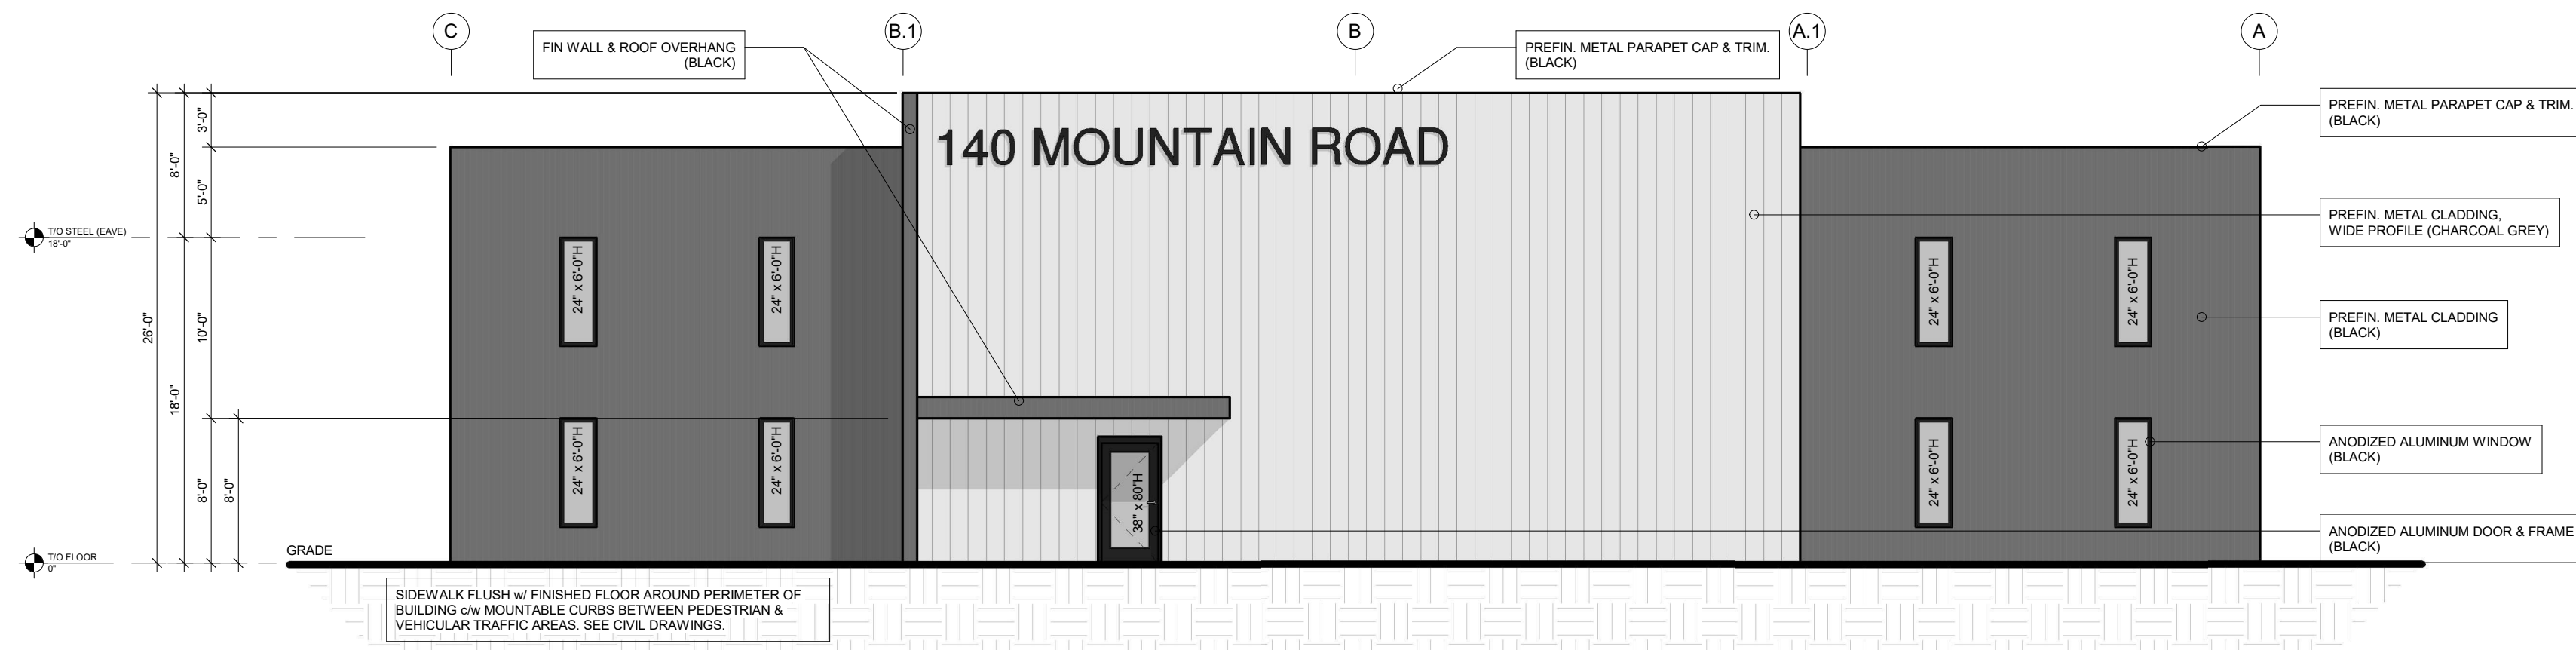 C
B.1
B
A.1
A
FIN WALL & ROOF OVERHANG
(BLACK)
PREFIN. METAL PARAPET CAP & TRIM.
(BLACK)
PREFIN. METAL PARAPET CAP & TRIM.
(BLACK)
140 MOUNTAIN ROAD
PREFIN. METAL CLADDING,
WIDE PROFILE (CHARCOAL GREY)
PREFIN. METAL CLADDING
(BLACK)
ANODIZED ALUMINUM WINDOW
(BLACK)
ANODIZED ALUMINUM DOOR & FRAME
(BLACK)
3'-0"
8'-0"
5'-0"
T/O STEEL (EAVE)
18'-0"
26'-0"
10'-0"
18'-0"
8'-0"
8'-0"
24" x 6'-0"H
24" x 6'-0"H
24" x 6'-0"H
24" x 6'-0"H
24" x 6'-0"H
24" x 6'-0"H
24" x 6'-0"H
24" x 6'-0"H
38" x 80"H
GRADE
T/O FLOOR
0"
SIDEWALK FLUSH w/ FINISHED FLOOR AROUND PERIMETER OF
BUILDING c/w MOUNTABLE CURBS BETWEEN PEDESTRIAN &
VEHICULAR TRAFFIC AREAS. SEE CIVIL DRAWINGS.